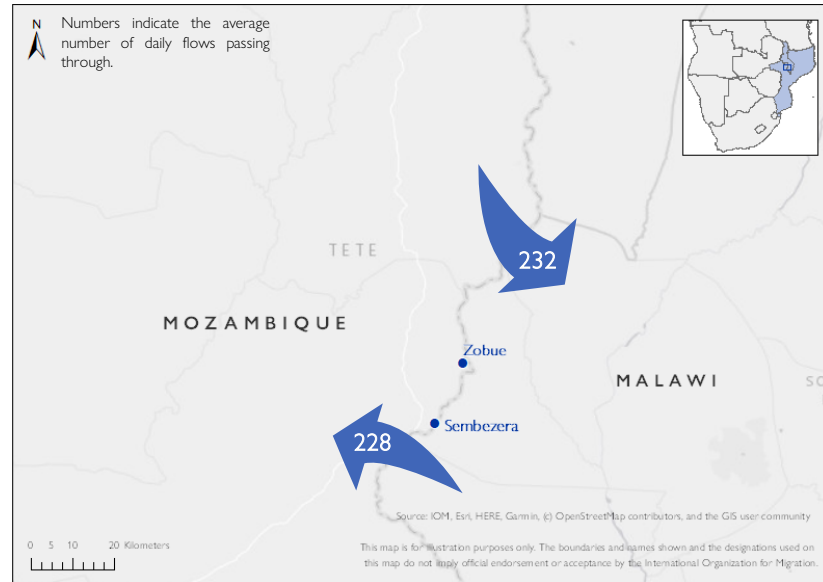 N
Numbers indicate the average
number of daily flows passing
through.
232
TETE
MOZAMBIQUE
Zobue
MALAWI
SO
Sembezera
228
Source: IOM, Esri, HERE, Garmin, (c) OpenStreetMap contributors, and the GIS user community
0 5 10 20 Kilometers
This map is for illustration purposes only. The boundaries and names shown and the designations used on
this map do not imply official endorsement or acceptance by the International Organization for Migration.